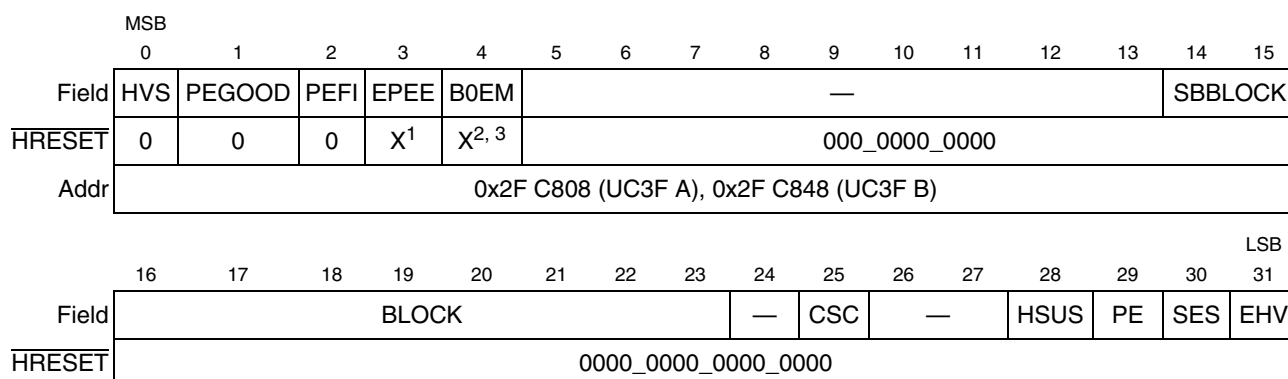 MSB
0 1 2 3 4 5 6 7 8 9 10 11 12 13 14 15
Field HVS PEGOOD PEFI EPEE B0EM — SBBLOCK
HRESET 0 0 0 X1 X2, 3 000_0000_0000
Addr 0x2F C808 (UC3F A), 0x2F C848 (UC3F B)
LSB
16 17 18 19 20 21 22 23 24 25 26 27 28 29 30 31
Field BLOCK — CSC — HSUS PE SES EHV
HRESET 0000_0000_0000_0000